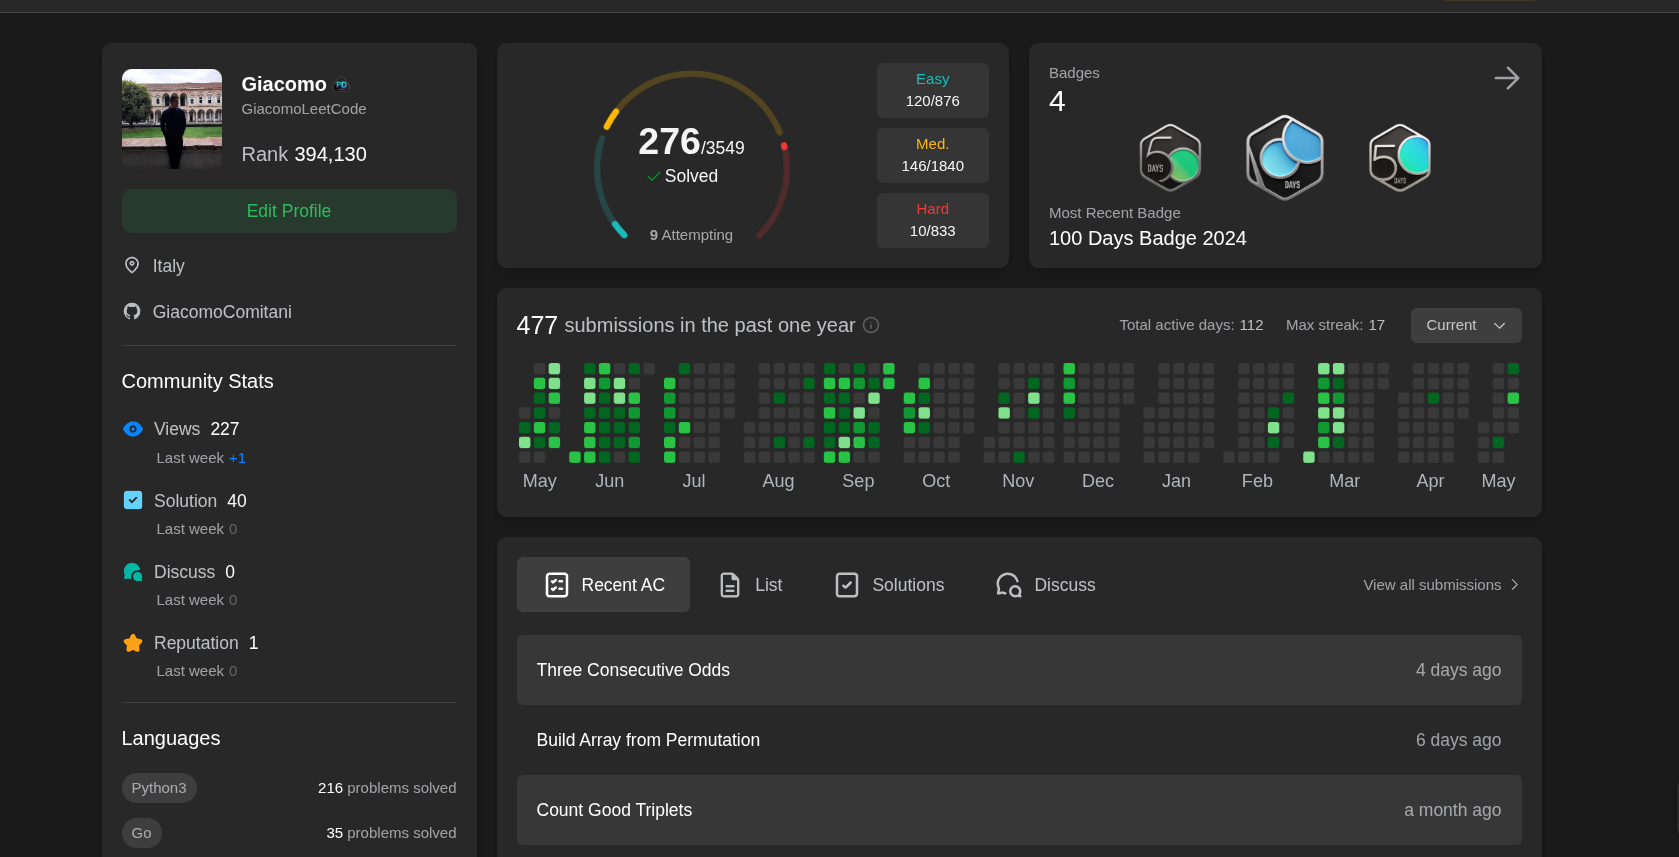 Giacomo
GiacomoLeetCode
Rank 394,130
Edit Profile
Italy
GiacomoComitani
Community Stats
Views 227
Last week +1
Solution 40
Last week 0
Discuss 0
Last week 0
Reputation 1
Last week 0
Languages
Python3 216 problems solved
Go 35 problems solved
276/3549
Solved
9 Attempting
Easy
120/876
Med.
146/1840
Hard
10/833
Badges
4
DAYS
DAYS
50
DAYS
Most Recent Badge
100 Days Badge 2024
477 submissions in the past one year
Total active days: 112 Max streak: 17 Current
May Jun Jul Aug Sep Oct Nov Dec Jan Feb Mar Apr May
Recent AC List Solutions Discuss View all submissions
Three Consecutive Odds 4 days ago
Build Array from Permutation 6 days ago
Count Good Triplets a month ago